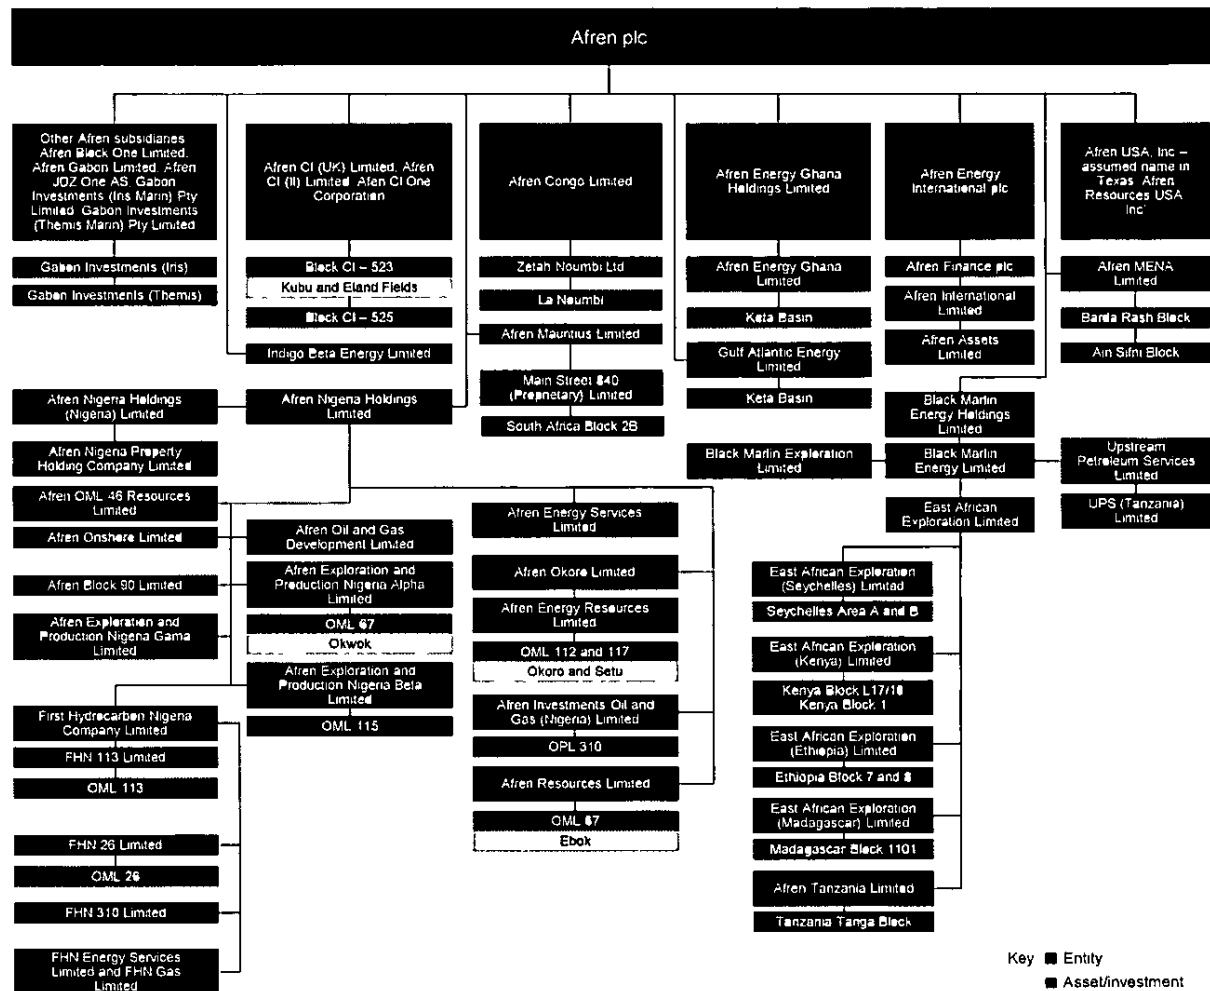 Afren plc
Other Afren subsidiaries
Afren Block One Limited,
Afren Gabon Limited, Afren
JDZ One AS, Gabon
Investments (Iris Marin) Pty
Limited, Gabon Investments
(Themis Marin) Pty Limited
Gabon Investments (Iris)
Gabon Investments (Themis)
Afren CI (UK) Limited, Afren
CI (II) Limited, Afen CI One
Corporation
Block CI – 523
Kubu and Eland Fields
Block CI – 525
Indigo Beta Energy Limited
Afren Congo Limited
Zetah Noumbi Ltd
La Noumbi
Afren Mauritius Limited
Main Street 840
(Proprietary) Limited
South Africa Block 2B
Afren Energy Ghana
Holdings Limited
Afren Energy Ghana
Limited
Keta Basin
Gulf Atlantic Energy
Limited
Keta Basin
Afren Energy
International plc
Afren Finance plc
Afren International
Limited
Afren Assets
Limited
Afren USA, Inc –
assumed name in
Texas 'Afren
Resources USA
Inc'
Afren MENA
Limited
Barda Rash Block
Ain Sifni Block
Afren Nigeria Holdings
(Nigeria) Limited
Afren Nigeria Holdings
Limited
Afren Nigeria Property
Holding Company Limited
Afren OML 46 Resources
Limited
Afren Onshore Limited
Afren Block 90 Limited
Afren Exploration and
Production Nigeria Gama
Limited
First Hydrocarbon Nigeria
Company Limited
FHN 113 Limited
OML 113
FHN 26 Limited
OML 26
FHN 310 Limited
FHN Energy Services
Limited and FHN Gas
Limited
Afren Oil and Gas
Development Limited
Afren Exploration and
Production Nigeria Alpha
Limited
OML 67
Okwok
Afren Exploration and
Production Nigeria Beta
Limited
OML 115
Afren Energy Services
Limited
Afren Okoro Limited
Afren Energy Resources
Limited
OML 112 and 117
Okoro and Setu
Afren Investments Oil and
Gas (Nigeria) Limited
OPL 310
Afren Resources Limited
OML 67
Ebok
Black Marlin
Energy Holdings
Limited
Black Marlin Exploration
Limited
Black Marlin
Energy Limited
Upstream
Petroleum Services
Limited
UPS (Tanzania)
Limited
East African
Exploration Limited
East African Exploration
(Seychelles) Limited
Seychelles Area A and B
East African Exploration
(Kenya) Limited
Kenya Block L17/18
Kenya Block 1
East African Exploration
(Ethiopia) Limited
Ethiopia Block 7 and 8
East African Exploration
(Madagascar) Limited
Madagascar Block 1101
Afren Tanzania Limited
Tanzania Tanga Block
Key
Entity
Asset/investment